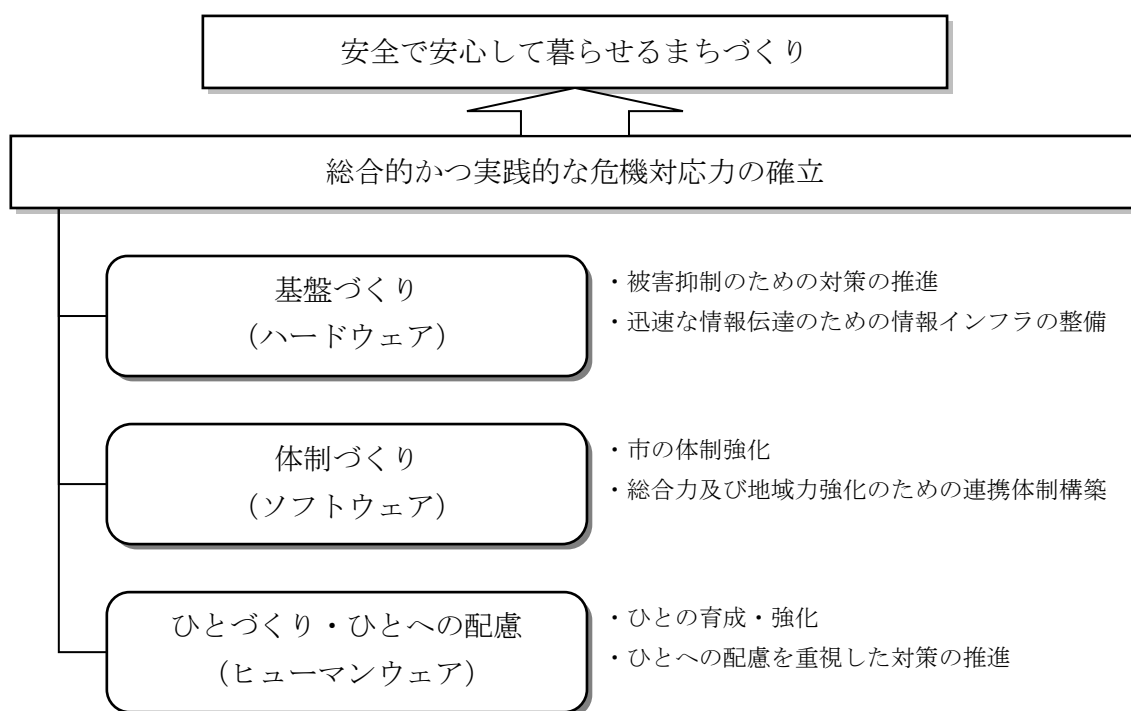 安全で安心して暮らせるまちづくり
総合的かつ実践的な危機対応力の確立
基盤づくり
（ハードウェア）
・被害抑制のための対策の推進
・迅速な情報伝達のための情報インフラの整備
体制づくり
（ソフトウェア）
・市の体制強化
・総合力及び地域力強化のための連携体制構築
ひとづくり・ひとへの配慮
（ヒューマンウェア）
・ひとの育成・強化
・ひとへの配慮を重視した対策の推進